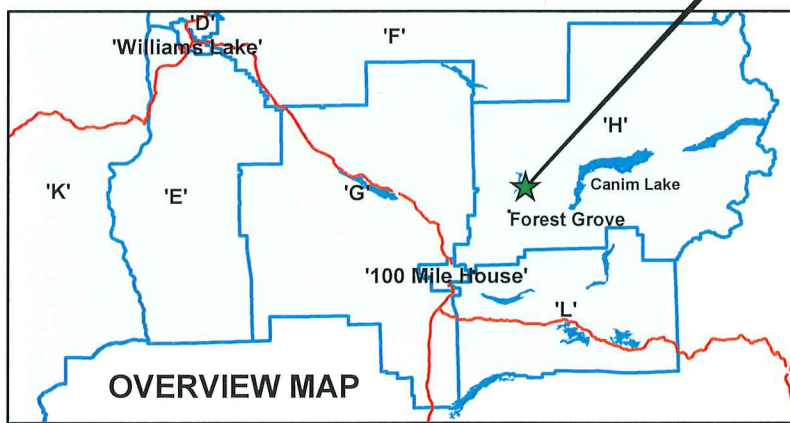 'D'
'Williams Lake'
'F'
'H'
'K'
'E'
'G'
Canim Lake
'Forest Grove
'100 Mile House'
'L'
OVERVIEW MAP